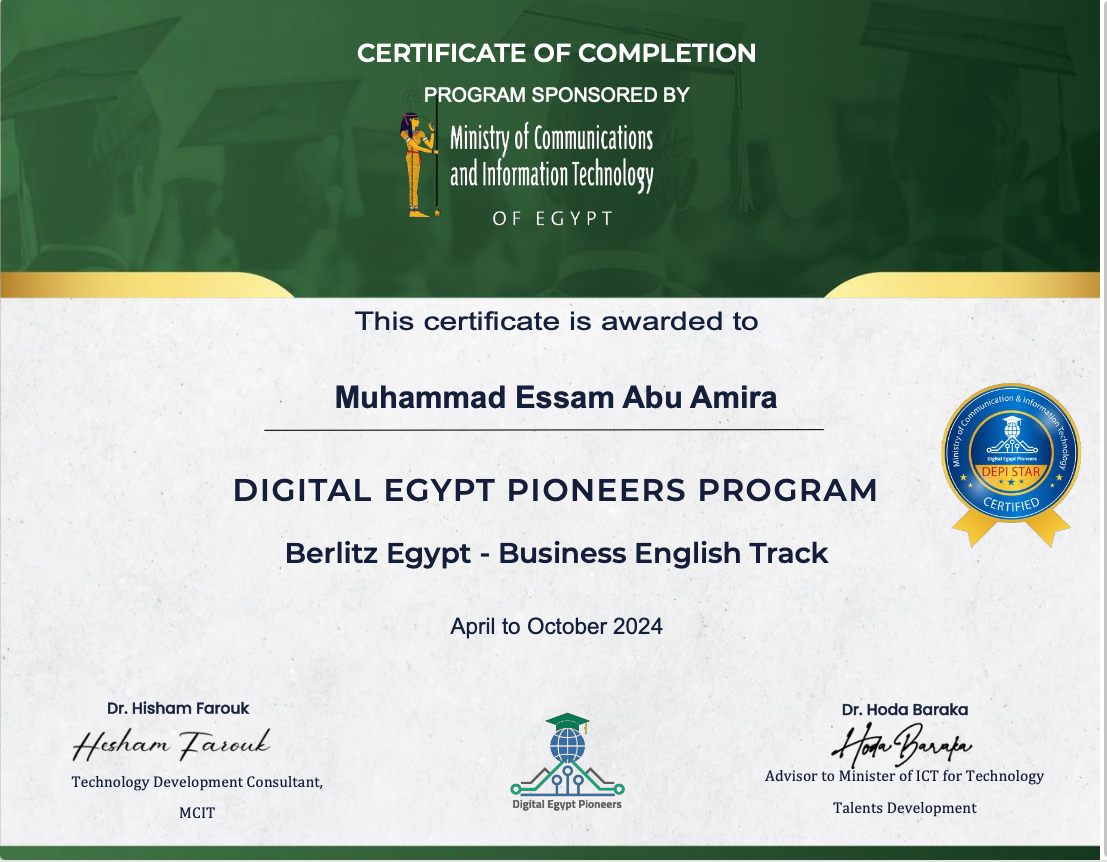 CERTIFICATE OF COMPLETION
PROGRAM SPONSORED BY
Ministry of Communications
and Information Technology
OF EGYPT
This certificate is awarded to
Muhammad Essam Abu Amira
DIGITAL EGYPT PIONEERS PROGRAM
Berlitz Egypt - Business English Track
April to October 2024
Ministry of Communication & Information Technology
Digital Egypt Pioneers
DEPI STAR
CERTIFIED
Dr. Hisham Farouk
Hesham Farouk
Technology Development Consultant,
MCIT
Digital Egypt Pioneers
Dr. Hoda Baraka
Hoda Baraka
Advisor to Minister of ICT for Technology
Talents Development